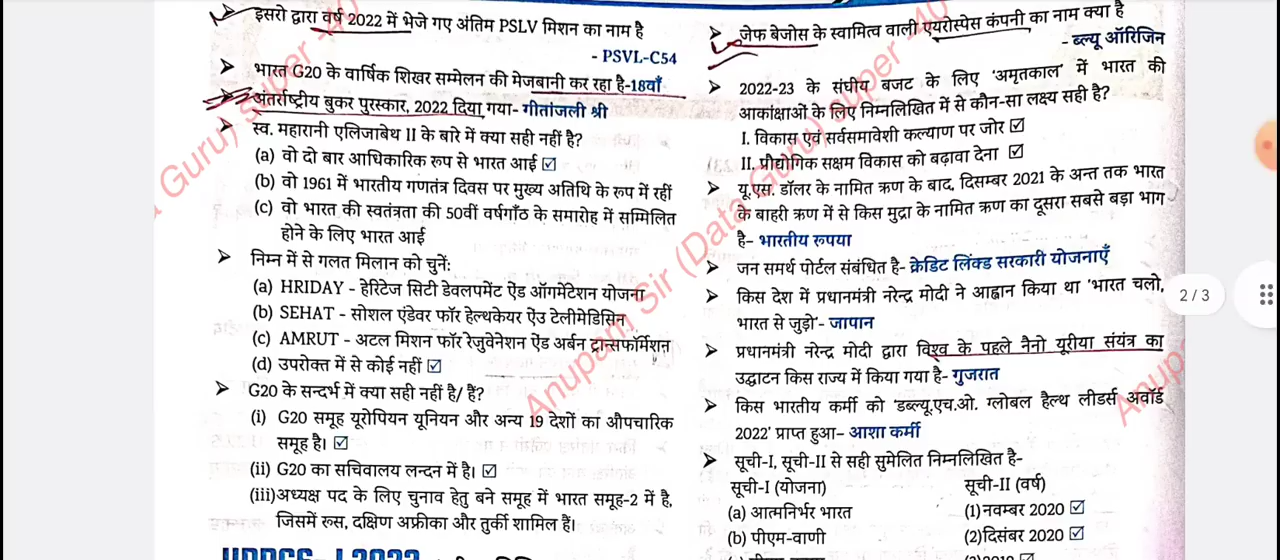 ➤ इसरो द्वारा वर्ष 2022 में भेजे गए अंतिम PSLV मिशन का नाम है
- PSVL-C54
➤ भारत G20 के वार्षिक शिखर सम्मेलन की मेजबानी कर रहा है-18वाँ
➤ अंतर्राष्ट्रीय बुकर पुरस्कार, 2022 दिया गया- गीतांजली श्री
➤ स्व. महारानी एलिजाबेथ II के बारे में क्या सही नहीं है?
(a) वो दो बार आधिकारिक रूप से भारत आई ☑
(b) वो 1961 में भारतीय गणतंत्र दिवस पर मुख्य अतिथि के रूप में रहीं
(c) वो भारत की स्वतंत्रता की 50वीं वर्षगाँठ के समारोह में सम्मिलित
होने के लिए भारत आई
➤ निम्न में से गलत मिलान को चुनें:
(a) HRIDAY - हेरिटेज सिटी डेवलपमेंट ऐंड ऑगमेंटेशन योजना
(b) SEHAT - सोशल एंडेवर फॉर हेल्थकेयर ऐंउ टेलीमेडिसिन
(c) AMRUT - अटल मिशन फॉर रेजुवेनेशन ऐंड अर्बन ट्रान्सफॉर्मेशन
(d) उपरोक्त में से कोई नहीं ☑
➤ G20 के सन्दर्भ में क्या सही नहीं है/ हैं?
(i) G20 समूह यूरोपियन यूनियन और अन्य 19 देशों का औपचारिक
समूह है। ☑
(ii) G20 का सचिवालय लन्दन में है। ☑
(iii)अध्यक्ष पद के लिए चुनाव हेतु बने समूह में भारत समूह-2 में है,
जिसमें रूस, दक्षिण अफ्रीका और तुर्की शामिल हैं।
UPPCS-J 2022
➤ जेफ बेजोस के स्वामित्व वाली एयरोस्पेस कंपनी का नाम क्या है
- ब्ल्यू ऑरिजिन
➤ 2022-23 के संघीय बजट के लिए 'अमृतकाल' में भारत की
आकांक्षाओं के लिए निम्नलिखित में से कौन-सा लक्ष्य सही है?
I. विकास एवं सर्वसमावेशी कल्याण पर जोर ☑
II. प्रौद्योगिक सक्षम विकास को बढ़ावा देना ☑
➤ यू.एस. डॉलर के नामित ऋण के बाद, दिसम्बर 2021 के अन्त तक भारत
के बाहरी ऋण में से किस मुद्रा के नामित ऋण का दूसरा सबसे बड़ा भाग
है- भारतीय रूपया
➤ जन समर्थ पोर्टल संबंधित है- क्रेडिट लिंक्ड सरकारी योजनाएँ
➤ किस देश में प्रधानमंत्री नरेन्द्र मोदी ने आह्वान किया था 'भारत चलो,
भारत से जुड़ो'- जापान
➤ प्रधानमंत्री नरेन्द्र मोदी द्वारा विश्व के पहले नैनो यूरीया संयंत्र का
उद्घाटन किस राज्य में किया गया है- गुजरात
➤ किस भारतीय कर्मी को 'डब्ल्यू.एच.ओ. ग्लोबल हैल्थ लीडर्स अवॉर्ड
2022' प्राप्त हुआ- आशा कर्मी
➤ सूची-I, सूची-II से सही सुमेलित निम्नलिखित है-
सूची-I (योजना) सूची-II (वर्ष)
(a) आत्मनिर्भर भारत (1) नवम्बर 2020 ☑
(b) पीएम-वाणी (2)दिसंबर 2020 ☑
2 / 3
Anupam Sir (Data Guru) super -40